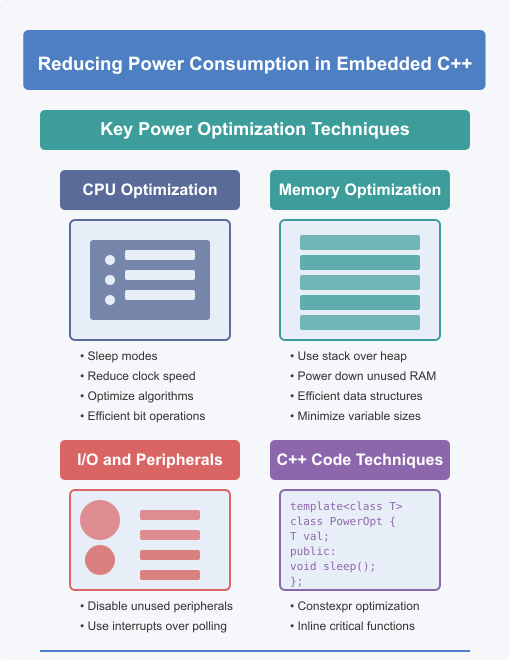 Reducing Power Consumption in Embedded C++
Key Power Optimization Techniques
CPU Optimization
• Sleep modes
• Reduce clock speed
• Optimize algorithms
• Efficient bit operations
Memory Optimization
• Use stack over heap
• Power down unused RAM
• Efficient data structures
• Minimize variable sizes
I/O and Peripherals
• Disable unused peripherals
• Use interrupts over polling
C++ Code Techniques
template<class T>
class PowerOpt {
T val;
public:
void sleep();
};
• Constexpr optimization
• Inline critical functions